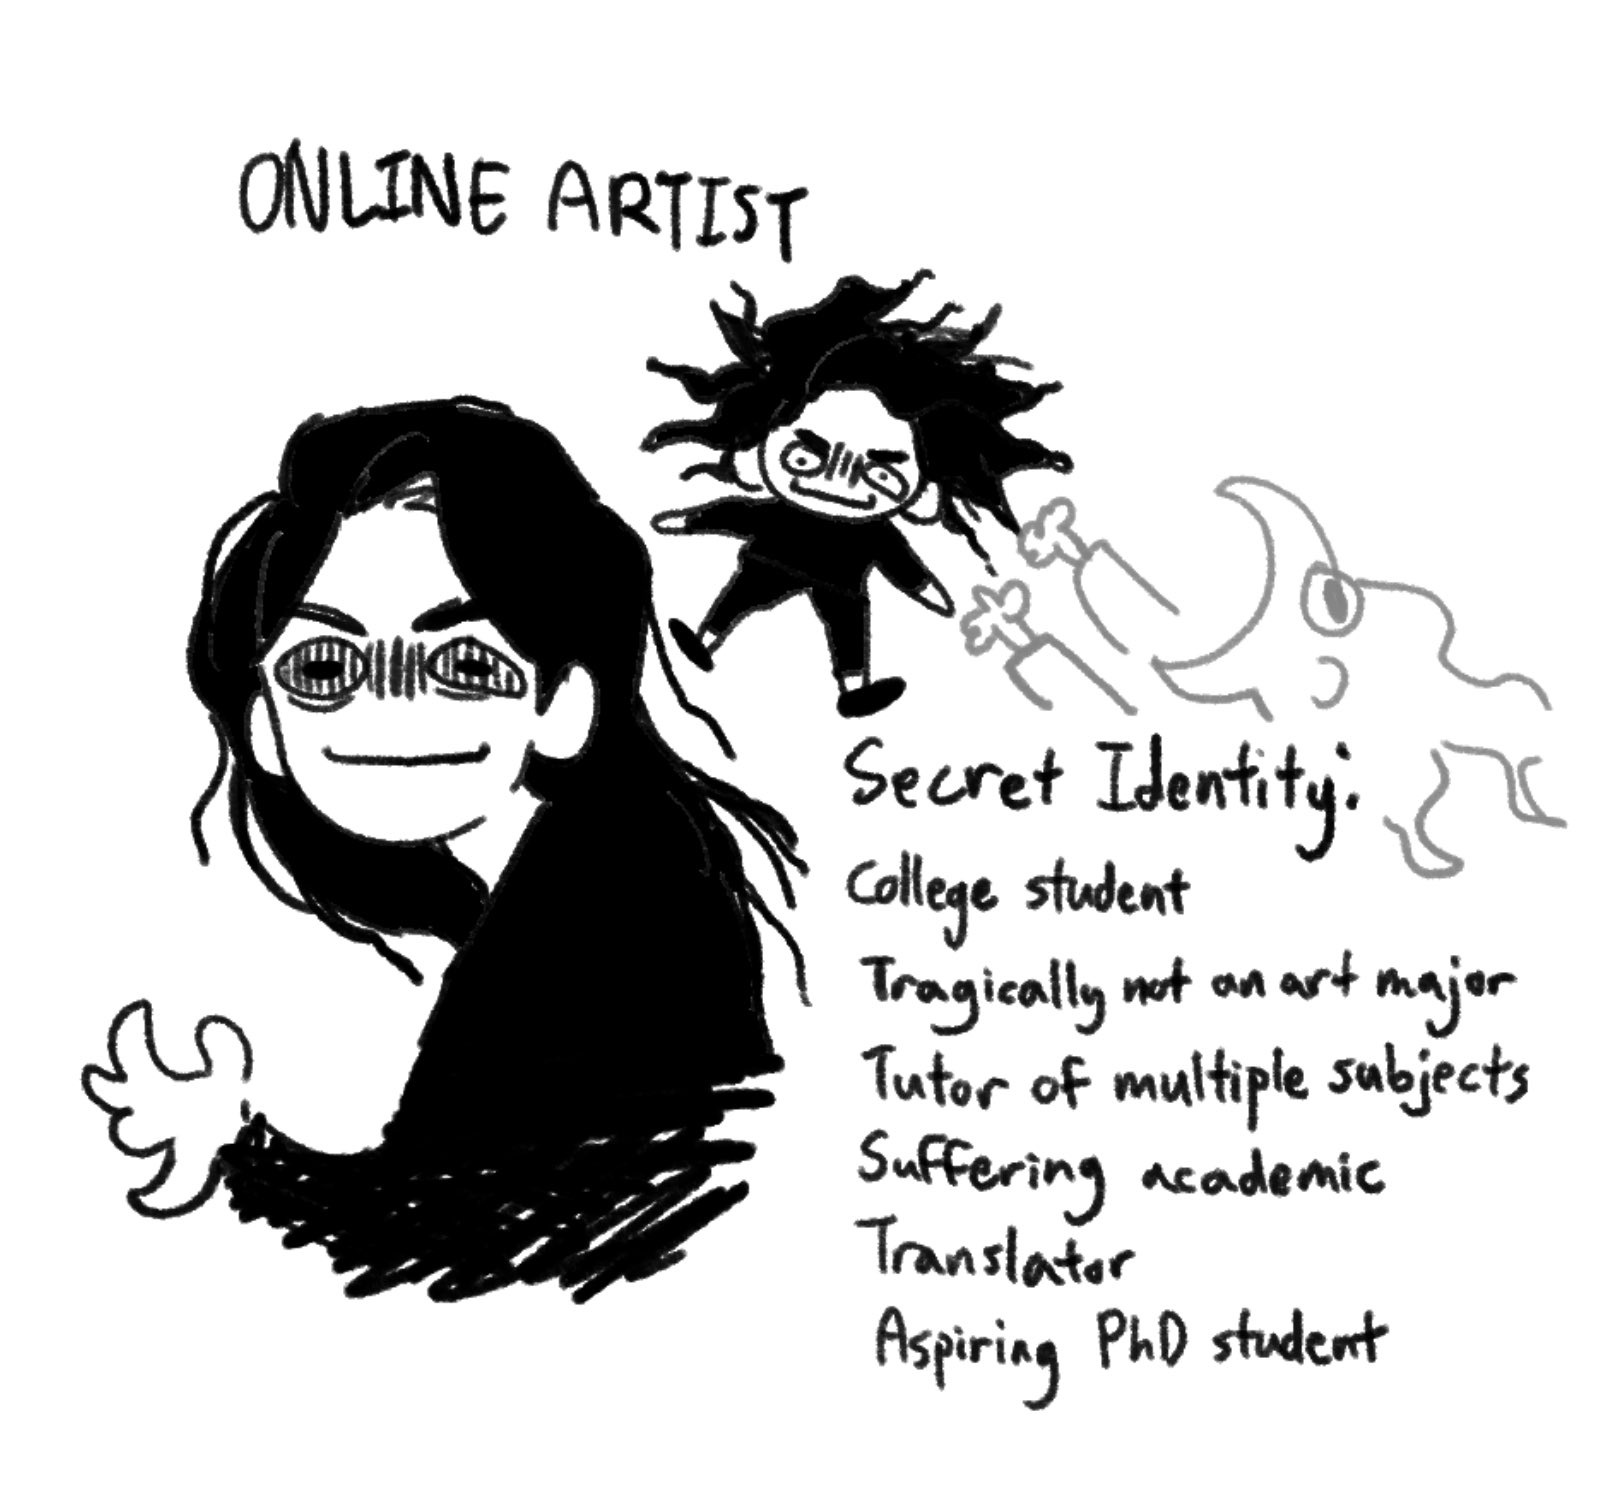 ONLINE ARTIST
Secret Identity:
College student
Tragically not an art major
Tutor of multiple subjects
Suffering academic
Translator
Aspiring PhD student